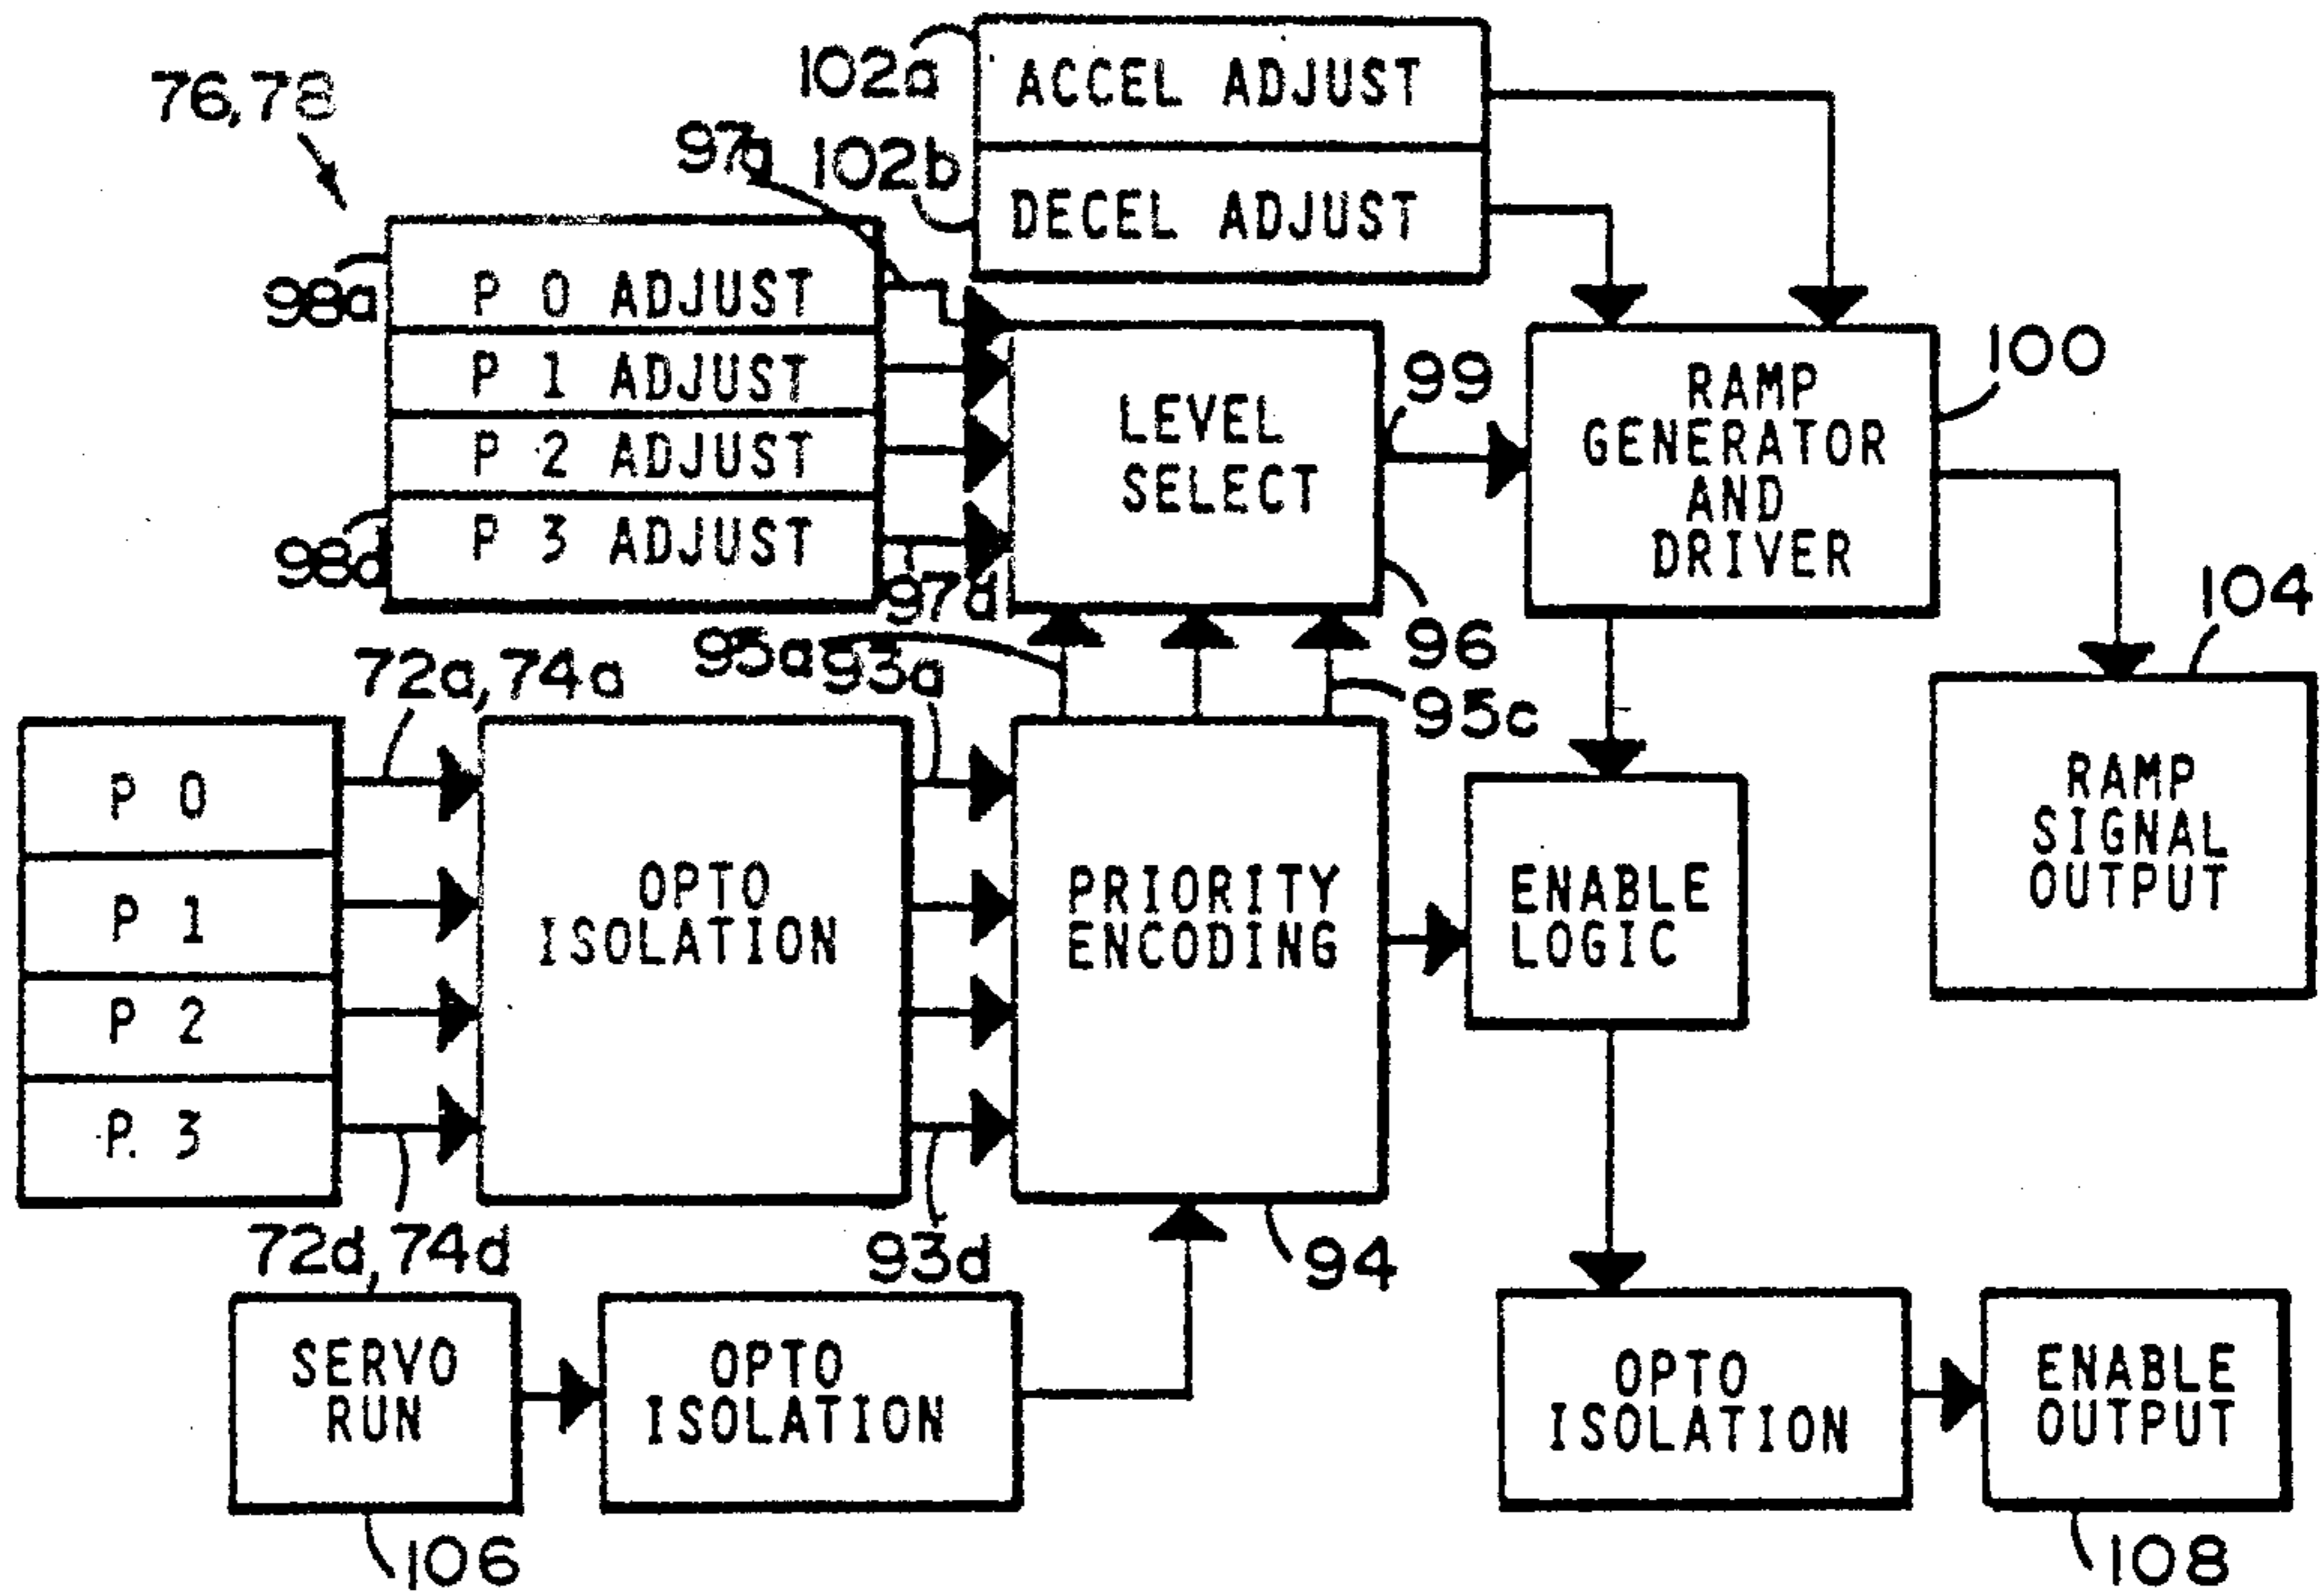 76,78
102a
ACCEL ADJUST
97a
102b
DECEL ADJUST
98a
P 0 ADJUST
P 1 ADJUST
P 2 ADJUST
98d
P 3 ADJUST
97d
LEVEL
SELECT
99
96
RAMP
GENERATOR
AND
DRIVER
100
104
72a,74a
95a
93a
95c
P 0
P 1
P 2
P 3
OPTO
ISOLATION
PRIORITY
ENCODING
ENABLE
LOGIC
RAMP
SIGNAL
OUTPUT
72d,74d
93d
94
SERVO
RUN
OPTO
ISOLATION
OPTO
ISOLATION
ENABLE
OUTPUT
106
108